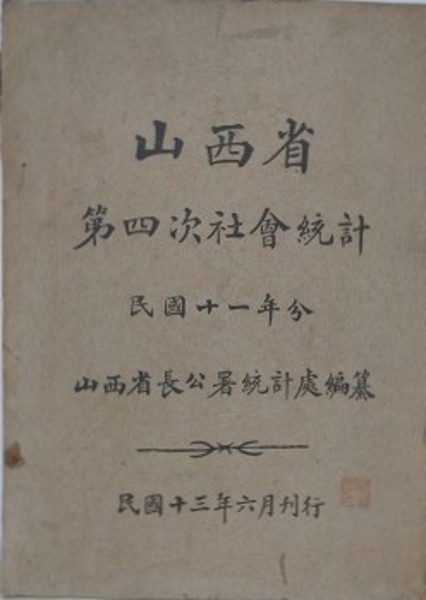 山西省
第四次社會統計
民國十一年分
山西省長公署統計處編纂
民國十三年六月刊行